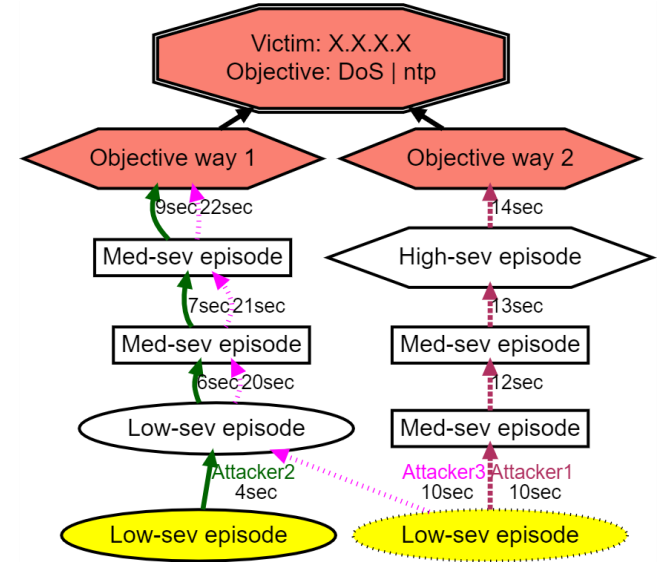 Victim: X.X.X.X
Objective: DoS | ntp
Objective way 1
Objective way 2
9sec
22sec
14sec
Med-sev episode
High-sev episode
7sec
21sec
13sec
Med-sev episode
Med-sev episode
6sec
20sec
12sec
Low-sev episode
Med-sev episode
Attacker2
4sec
Attacker3
10sec
Attacker1
10sec
Low-sev episode
Low-sev episode